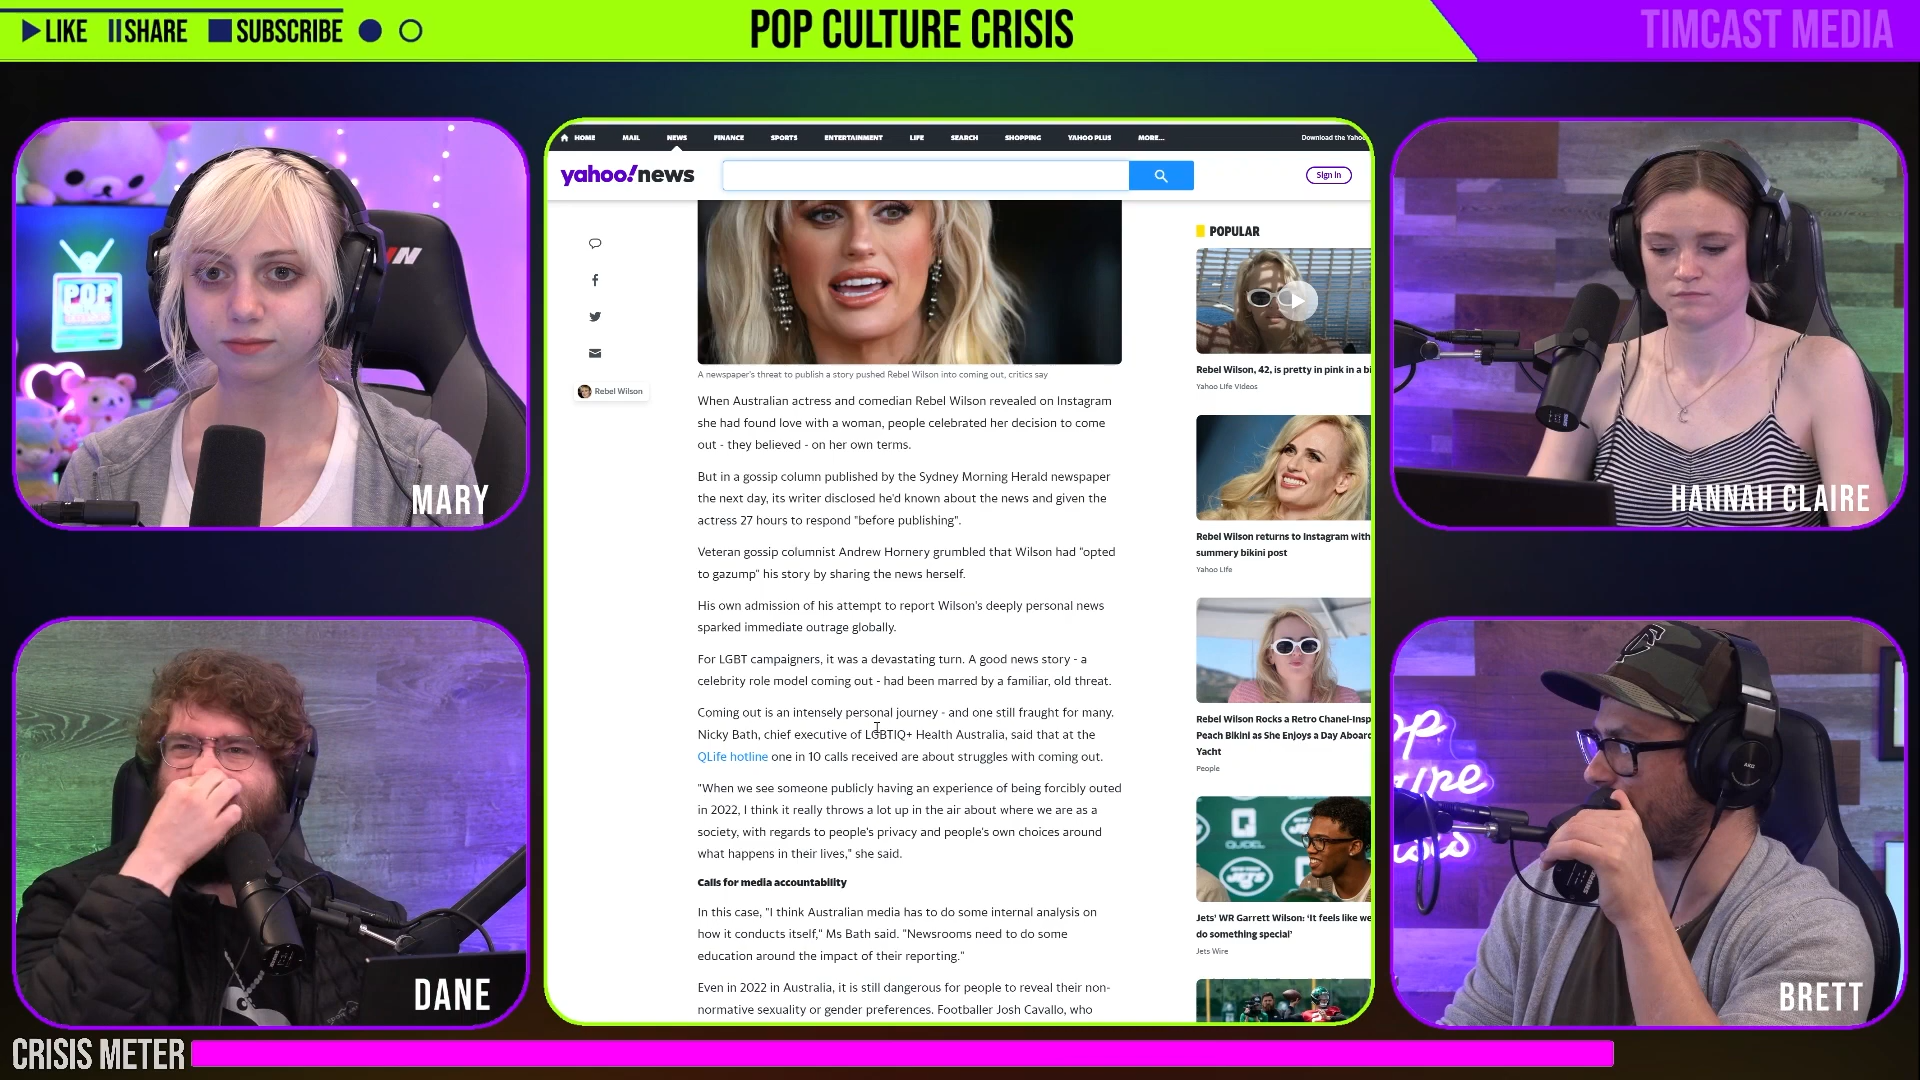 LIKE SHARE SUBSCRIBE
POP CULTURE CRISIS
TIMCAST MEDIA
HOME MAIL NEWS FINANCE SPORTS ENTERTAINMENT LIFE SEARCH SHOPPING YAHOO PLUS MORE... Download the Yahoo
yahoo!news
Sign in
Rebel Wilson
A newspaper's threat to publish a story pushed Rebel Wilson into coming out, critics say
When Australian actress and comedian Rebel Wilson revealed on Instagram
she had found love with a woman, people celebrated her decision to come
out - they believed - on her own terms.
But in a gossip column published by the Sydney Morning Herald newspaper
the next day, its writer disclosed he'd known about the news and given the
actress 27 hours to respond "before publishing".
Veteran gossip columnist Andrew Hornery grumbled that Wilson had "opted
to gazump" his story by sharing the news herself.
His own admission of his attempt to report Wilson's deeply personal news
sparked immediate outrage globally.
For LGBT campaigners, it was a devastating turn. A good news story - a
celebrity role model coming out - had been marred by a familiar, old threat.
Coming out is an intensely personal journey - and one still fraught for many.
Nicky Bath, chief executive of LGBTIQ+ Health Australia, said that at the
QLife hotline one in 10 calls received are about struggles with coming out.
"When we see someone publicly having an experience of being forcibly outed
in 2022, I think it really throws a lot up in the air about where we are as a
society, with regards to people's privacy and people's own choices around
what happens in their lives," she said.
Calls for media accountability
In this case, "I think Australian media has to do some internal analysis on
how it conducts itself," Ms Bath said. "Newsrooms need to do some
education around the impact of their reporting."
Even in 2022 in Australia, it is still dangerous for people to reveal their non-
normative sexuality or gender preferences. Footballer Josh Cavallo, who
POPULAR
Rebel Wilson, 42, is pretty in pink in a bi
Yahoo Life Videos
Rebel Wilson returns to Instagram with
summery bikini post
Yahoo Life
Rebel Wilson Rocks a Retro Chanel-Insp
Peach Bikini as She Enjoys a Day Aboard
Yacht
People
JETS
Jets' WR Garrett Wilson: 'It feels like we
do something special'
Jets Wire
POP
MARY
HANNAH CLAIRE
DANE
BRETT
CRISIS METER